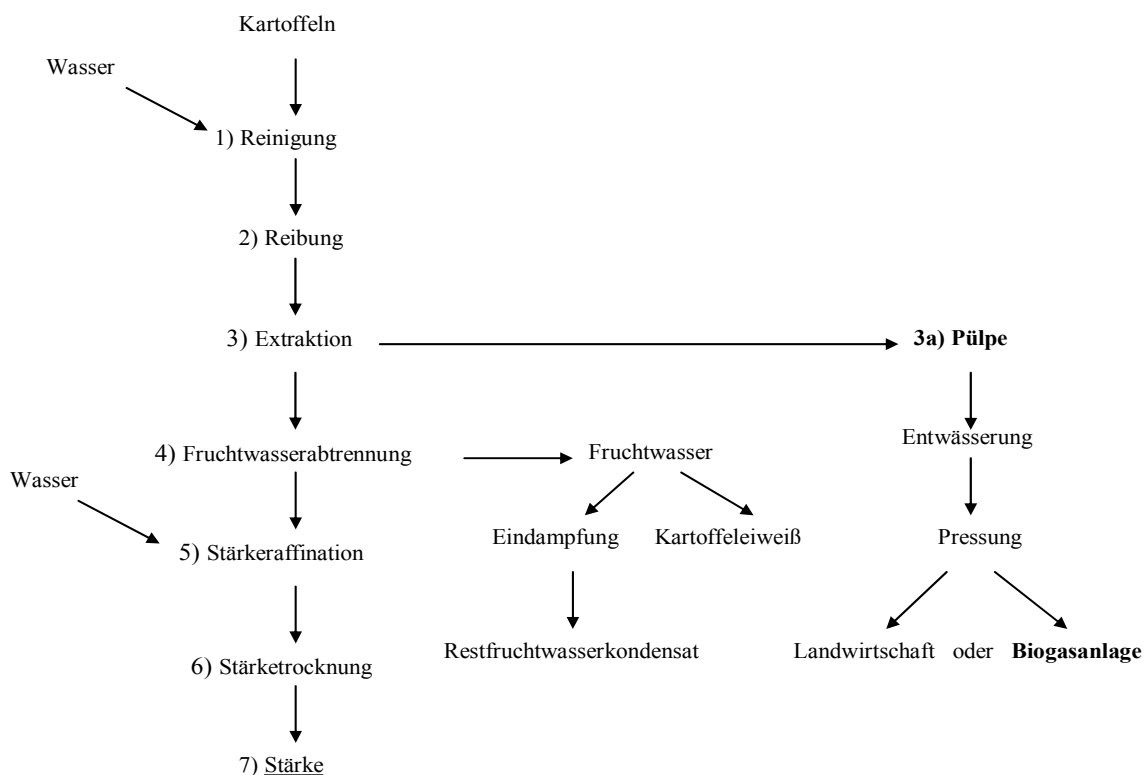 Kartoffeln
Wasser
1) Reinigung
2) Reibung
3) Extraktion
3a) Pülpe
4) Fruchtwasserabtrennung
Fruchtwasser
Entwässerung
Wasser
5) Stärkeraffination
Eindampfung
Kartoffeleiweiß
Pressung
6) Stärketrocknung
Restfruchtwasserkondensat
Landwirtschaft oder Biogasanlage
7) Stärke